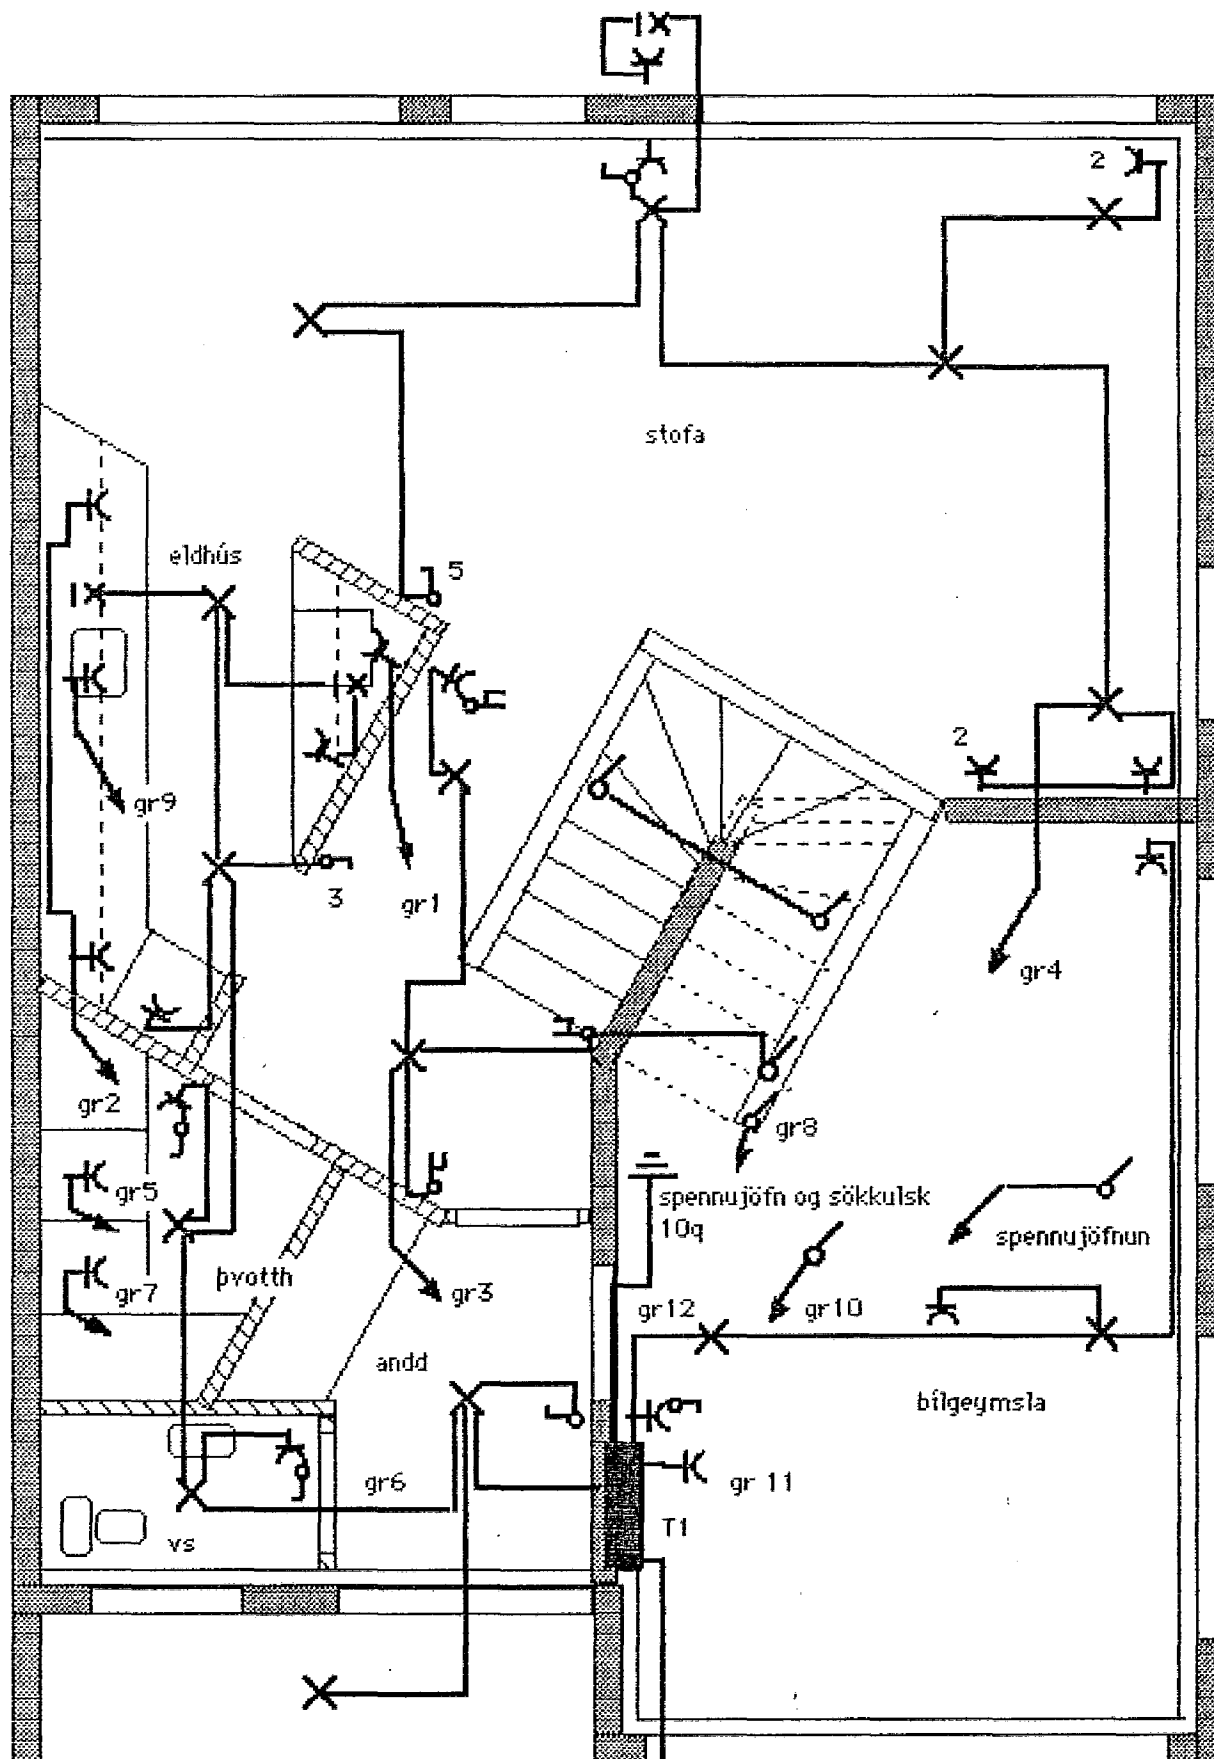 2
stofa
eldhús
5
gr9
2
3
gr1
gr4
gr2
gr8
gr5
spennujöfn og sökkulsk
10q
spennujöfnun
gr7
þvotth
gr3
gr12
gr10
andd
bílgeymsla
gr6
gr 11
T1
vs